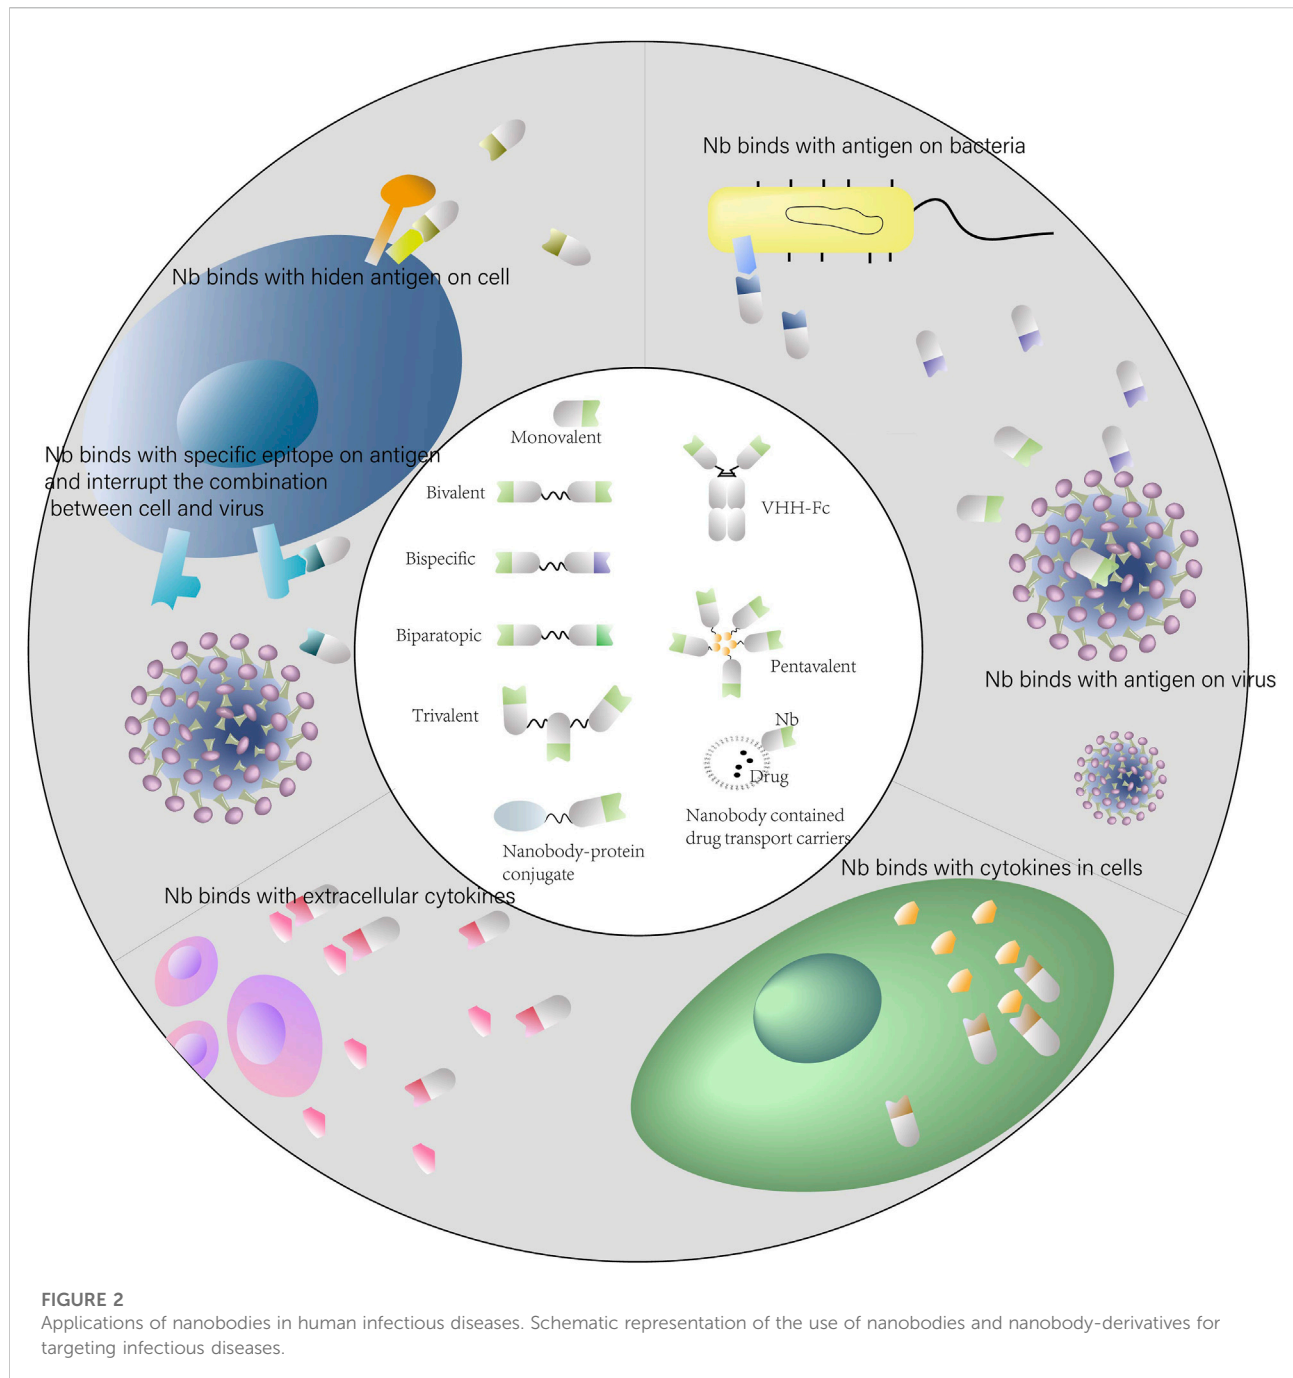 Nb binds with antigen on bacteria
Nb binds with hiden antigen on cell
Nb binds with specific epitope on antigen
and interrupt the combination
between cell and virus
Monovalent
Bivalent
Bispecific
Biparatopic
Trivalent
Nanobody-protein
conjugate
VHH-Fc
Pentavalent
Nb
Drug
Nanobody contained
drug transport carriers
Nb binds with antigen on virus
Nb binds with cytokines in cells
Nb binds with extracellular cytokines
FIGURE 2
Applications of nanobodies in human infectious diseases. Schematic representation of the use of nanobodies and nanobody-derivatives for
targeting infectious diseases.